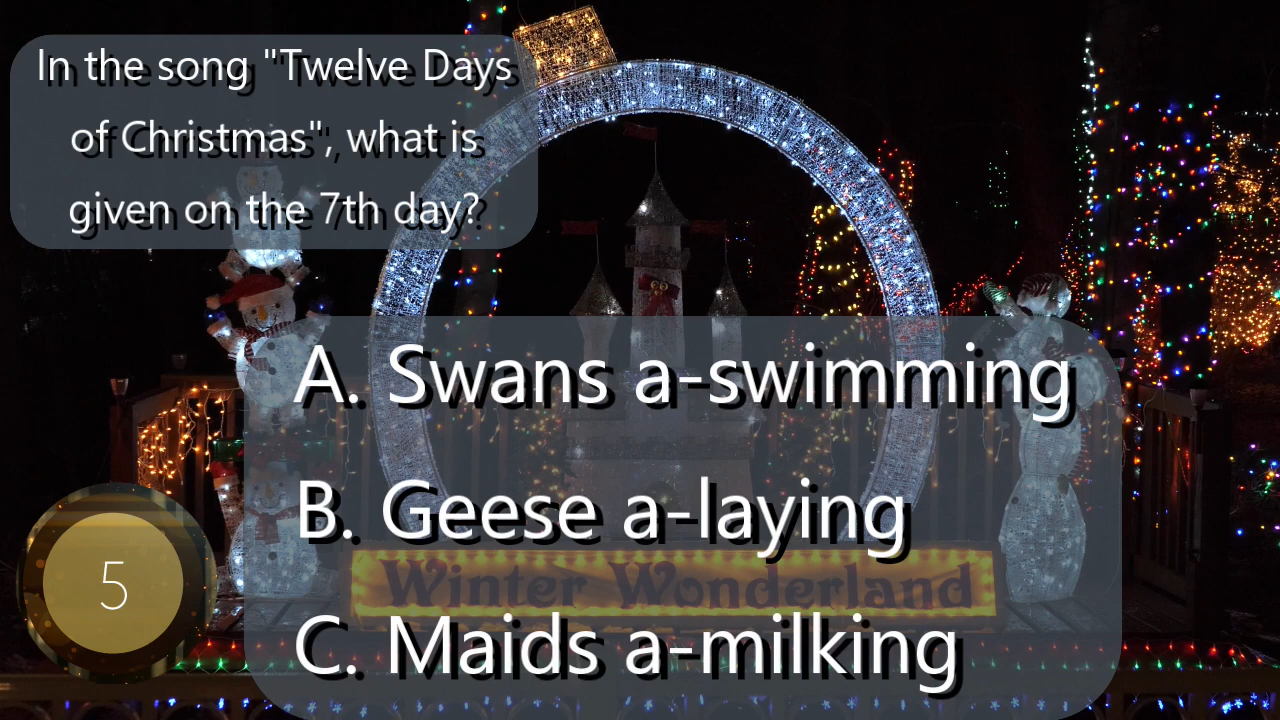 In the song "Twelve Days
of Christmas", what is
given on the 7th day?
A. Swans a-swimming
B. Geese a-laying
Winter Wonderland
C. Maids a-milking
5